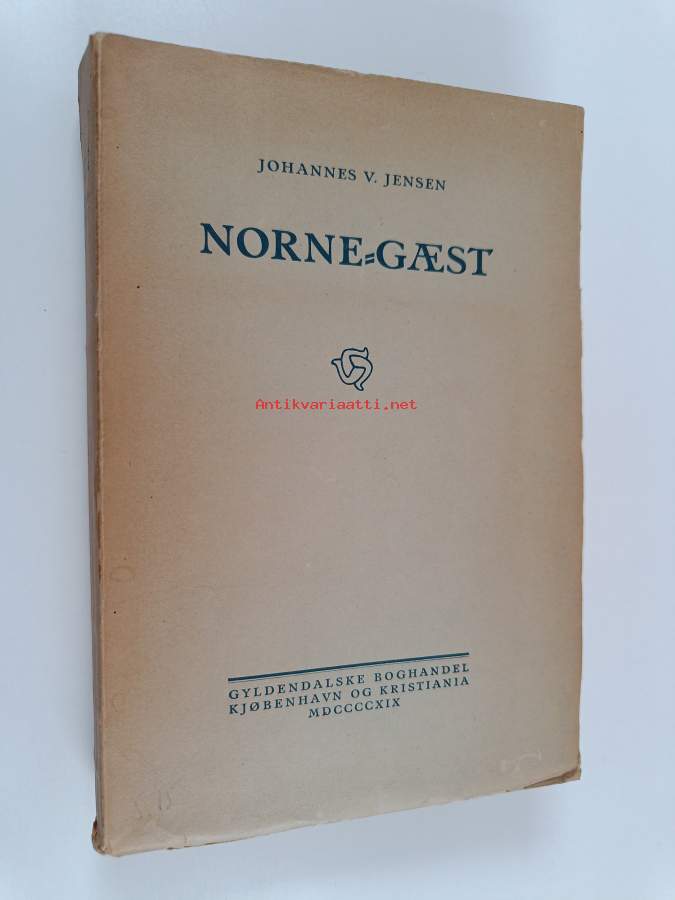 JOHANNES V. JENSEN
NORNE=GÆST
Antikvariaatti.net
GYLDENDALSKE BOGHANDEL
KJØBENHAVN OG KRISTIANIA
MDCCCCXIX